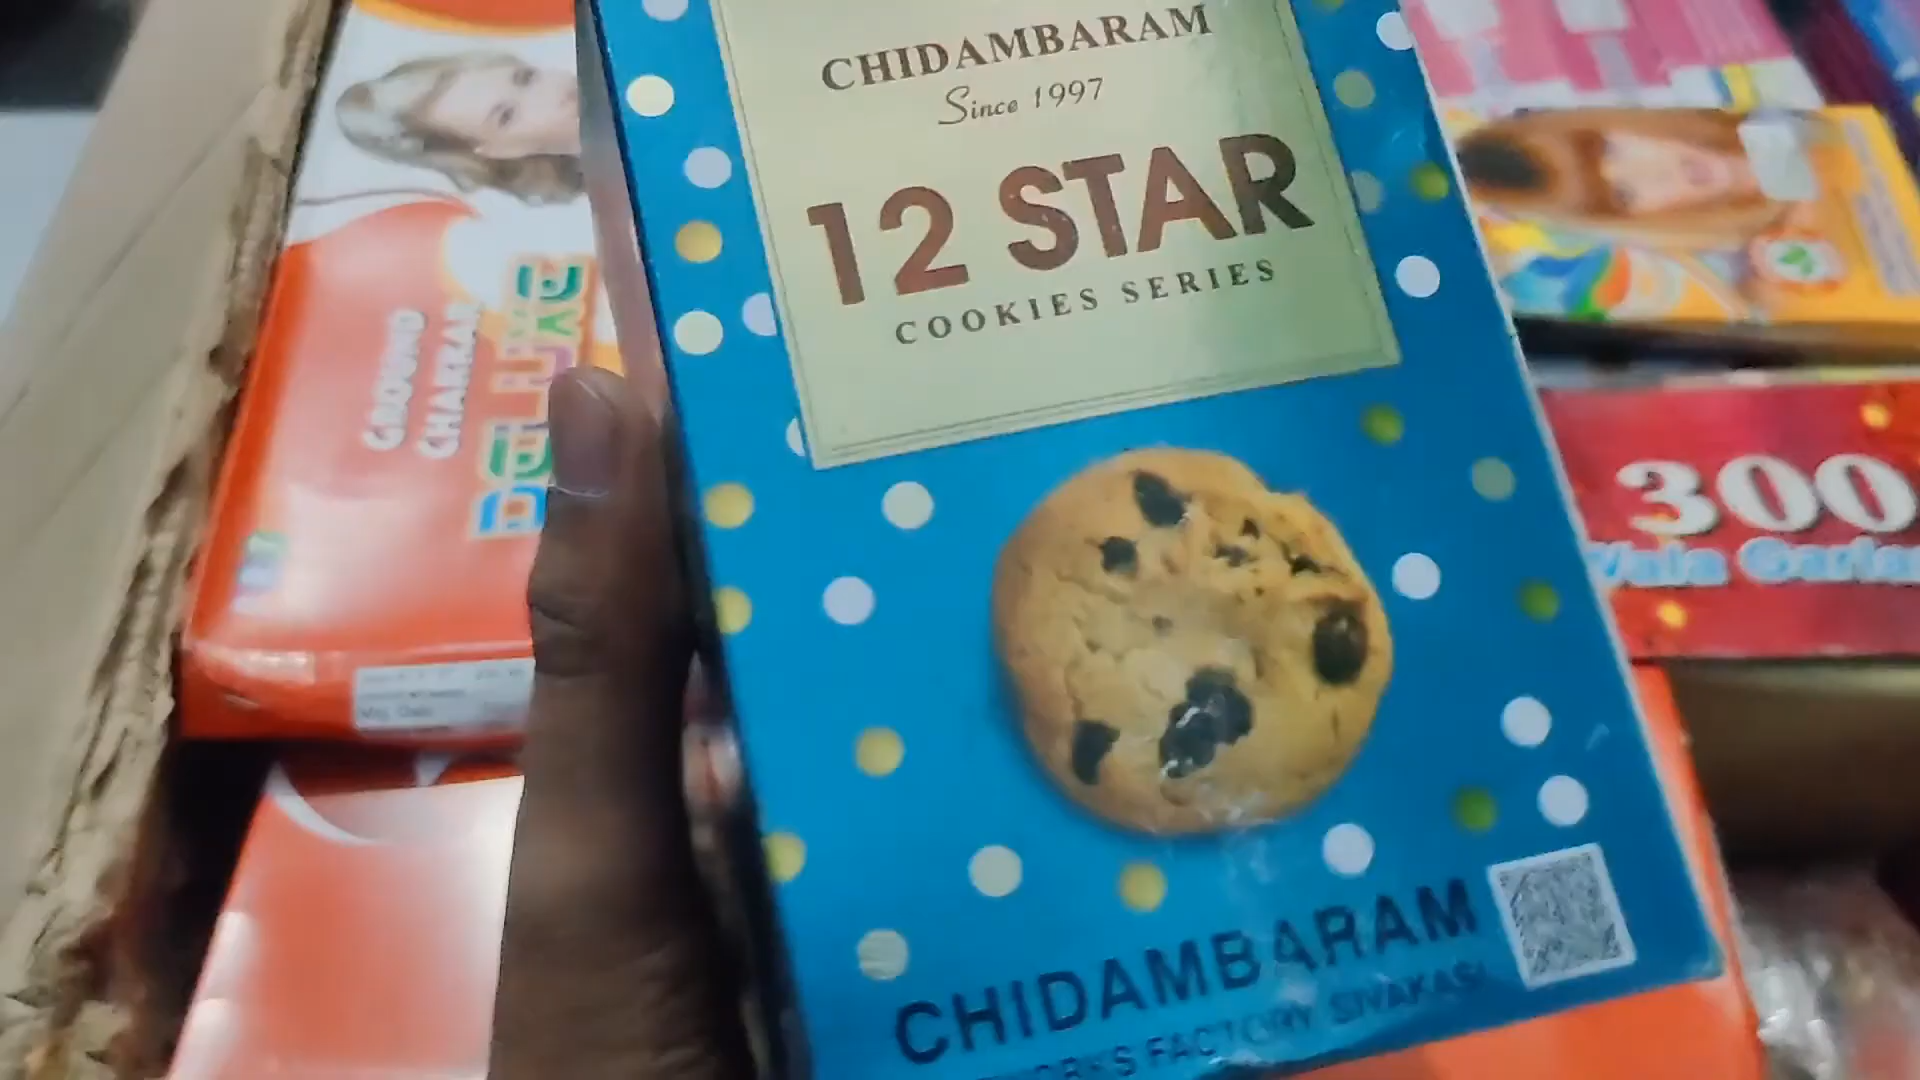 CHIDAMBARAM
Since 1997
12 STAR
COOKIES SERIES
CHIDAMBARAM
FACTORY SIVAKASI
GROUND
CHAKKAR
DELUXE
300
Wala